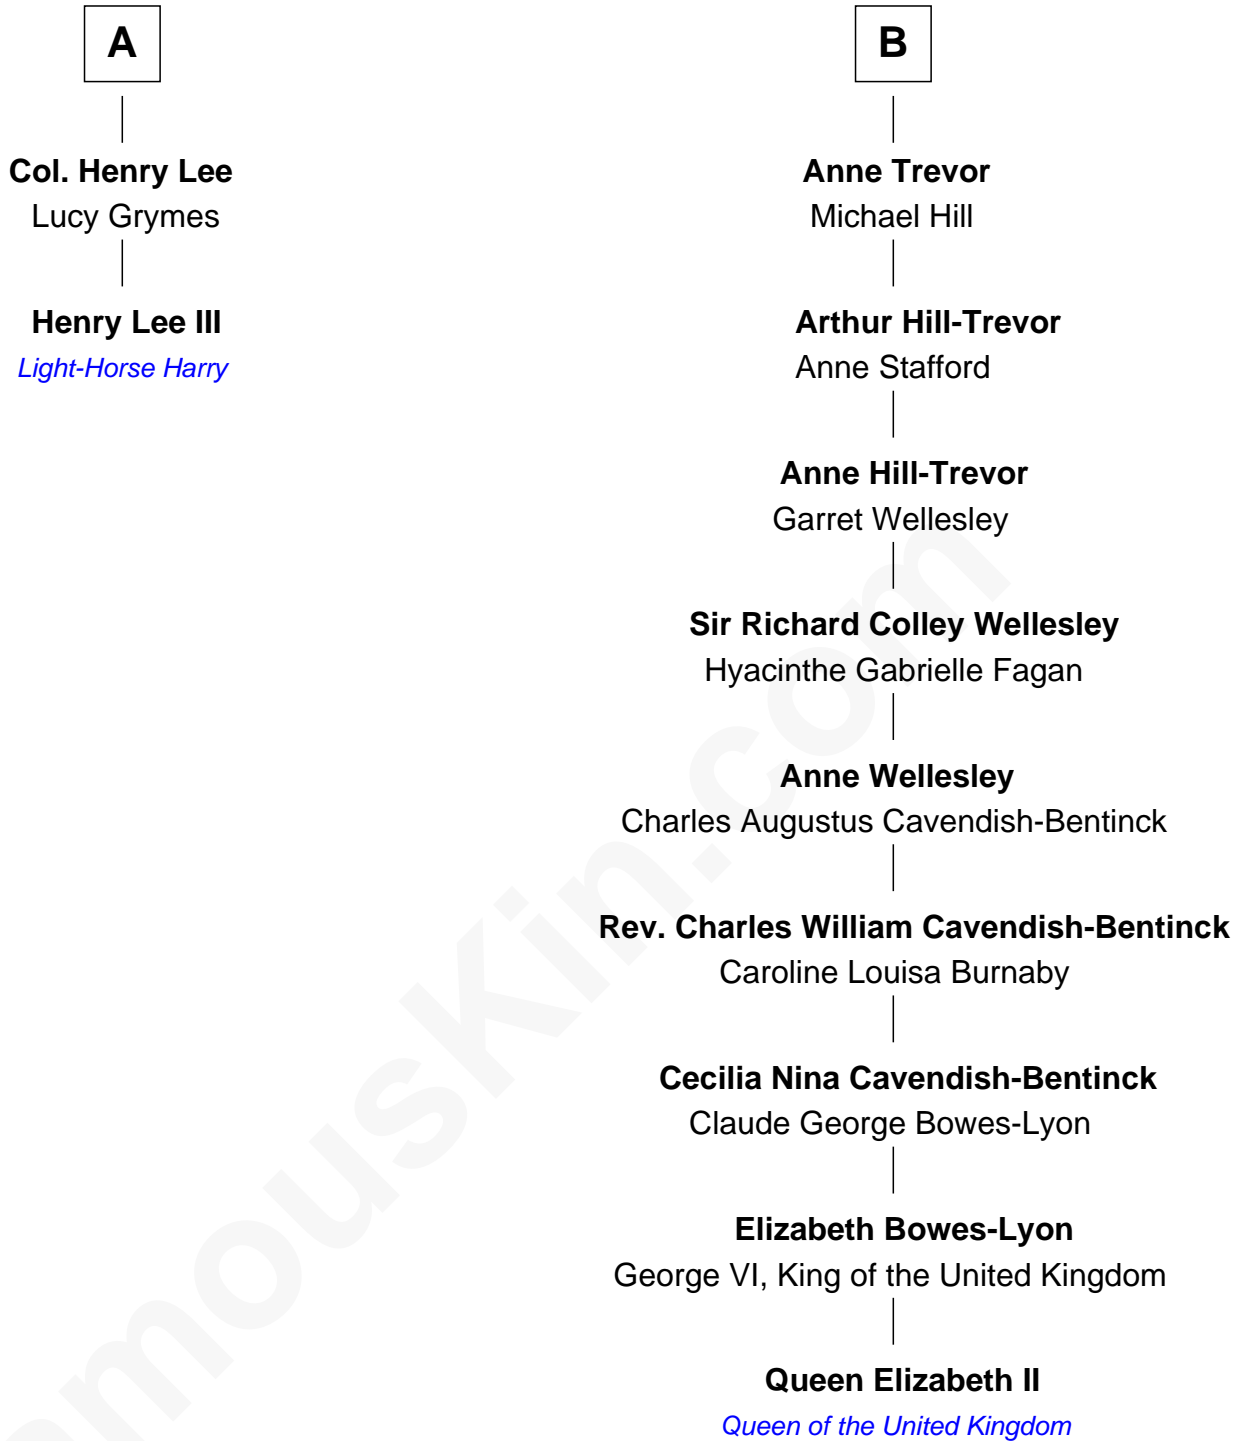 A
Col. Henry Lee
Lucy Grymes
Henry Lee III
Light-Horse Harry
B
Anne Trevor
Michael Hill
Arthur Hill-Trevor
Anne Stafford
Anne Hill-Trevor
Garret Wellesley
Sir Richard Colley Wellesley
Hyacinthe Gabrielle Fagan
Anne Wellesley
Charles Augustus Cavendish-Bentinck
Rev. Charles William Cavendish-Bentinck
Caroline Louisa Burnaby
Cecilia Nina Cavendish-Bentinck
Claude George Bowes-Lyon
Elizabeth Bowes-Lyon
George VI, King of the United Kingdom
Queen Elizabeth II
Queen of the United Kingdom
amouskin.com